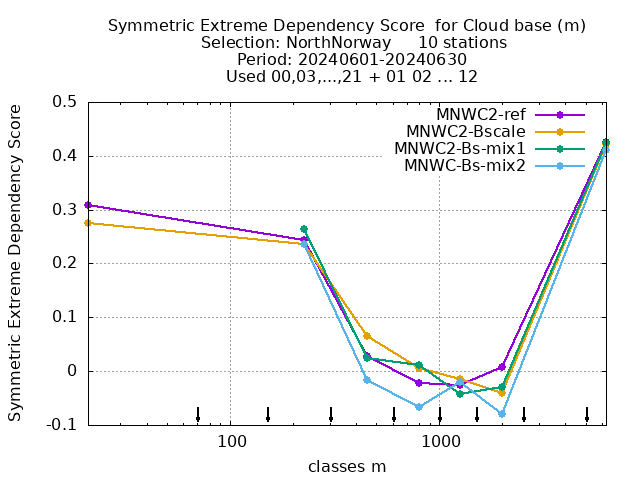 Symmetric Extreme Dependency Score  for Cloud base (m)
Selection: NorthNorway     10 stations
Period: 20240601-20240630
Used 00,03,...,21 + 01 02 ... 12
Symmetric Extreme Dependency Score
0.5
0.4
0.3
0.2
0.1
0
-0.1
MNWC2-ref
MNWC2-Bscale
MNWC2-Bs-mix1
MNWC-Bs-mix2
100
1000
classes m